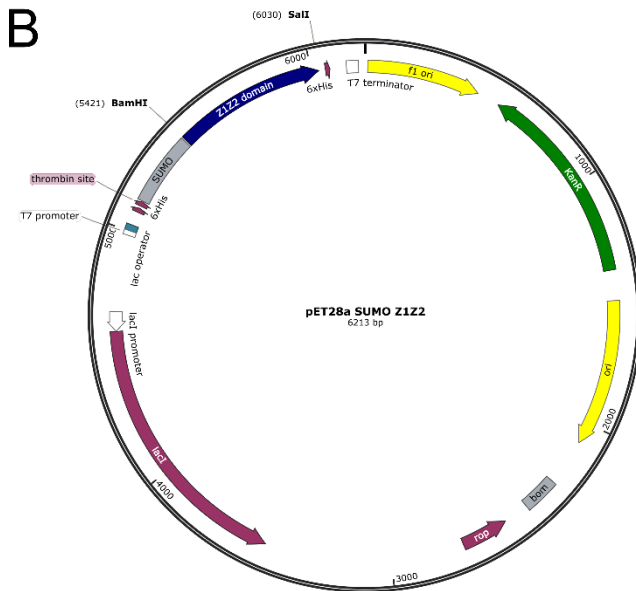 B
(6030) SalI
6000
(5421) BamHI
6xHis
T7 terminator
f1 ori
Z1Z2 domain
SUMO
KanR
1000
thrombin site
6xHis
T7 promoter
5000
lac operator
pET28a SUMO Z1Z2
6213 bp
lacI promoter
ori
2000
lacI
4000
bom
rop
3000